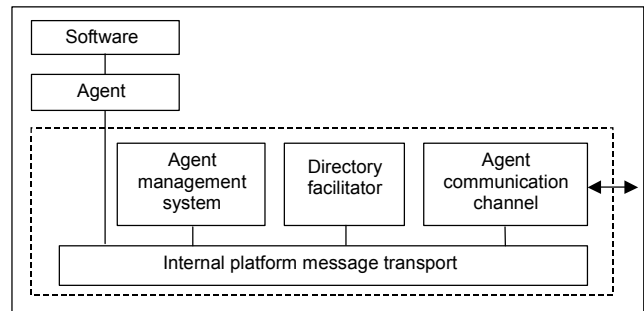 Software
Agent
Agent
management
system
Directory
facilitator
Agent
communication
channel
Internal platform message transport